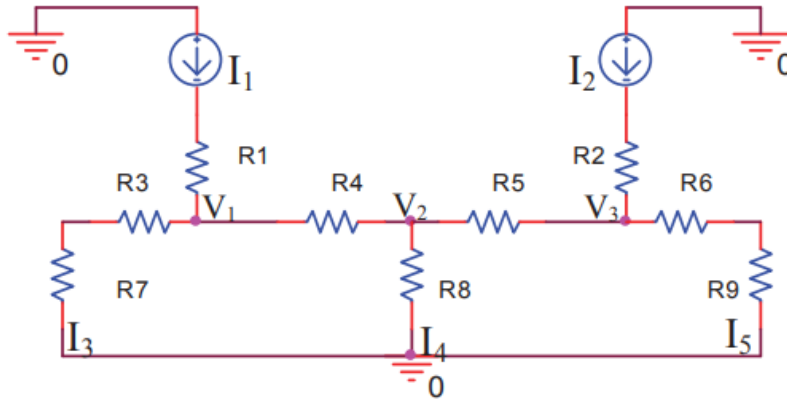 0 I₁ I₂ 0
R1 R2
R3 R4 R5 R6
V₁ V₂ V₃
R7 R8 R9
I₃ I₄ I₅
0